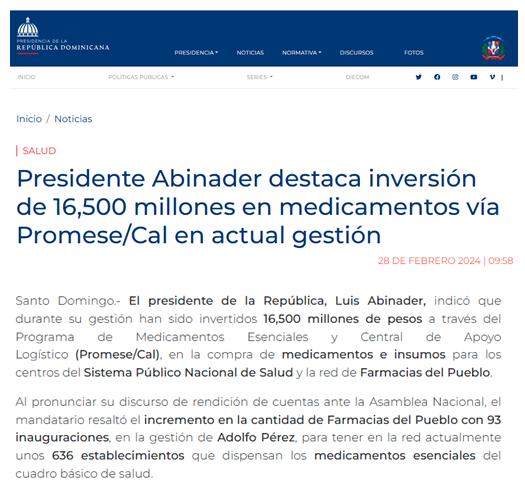 PRESIDENCIA DE LA
REPÚBLICA DOMINICANA
PRESIDENCIA NOTICIAS NORMATIVA DISCURSOS FOTOS
INICIO POLÍTICAS PÚBLICAS SERIES DIECOM
Inicio / Noticias
| SALUD
Presidente Abinader destaca inversión
de 16,500 millones en medicamentos vía
Promese/Cal en actual gestión
28 DE FEBRERO 2024 | 09:58
Santo Domingo.- El presidente de la República, Luis Abinader, indicó que
durante su gestión han sido invertidos 16,500 millones de pesos a través del
Programa de Medicamentos Esenciales y Central de Apoyo
Logístico (Promese/Cal), en la compra de medicamentos e insumos para los
centros del Sistema Público Nacional de Salud y la red de Farmacias del Pueblo.
Al pronunciar su discurso de rendición de cuentas ante la Asamblea Nacional, el
mandatario resaltó el incremento en la cantidad de Farmacias del Pueblo con 93
inauguraciones, en la gestión de Adolfo Pérez, para tener en la red actualmente
unos 636 establecimientos que dispensan los medicamentos esenciales del
cuadro básico de salud.